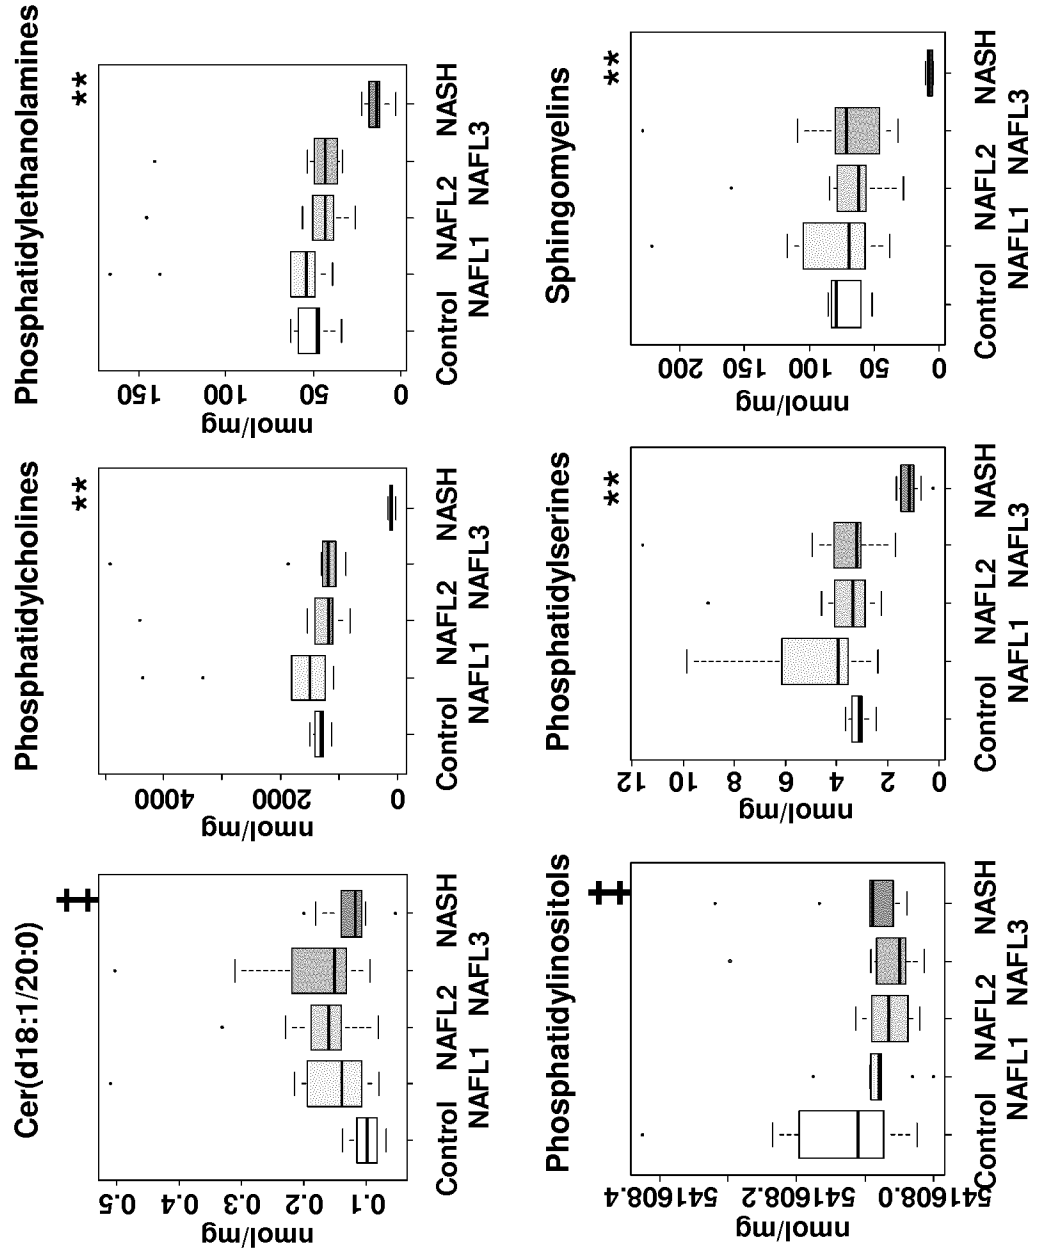 Cer(d18:1/20:0)
‡
nmol/mg
0.5
0.4
0.3
0.2
0.1
Control
NAFL1
NAFL2
NAFL3
NASH
Phosphatidylcholines
**
nmol/mg
4000
2000
0
Control
NAFL1
NAFL2
NAFL3
NASH
Phosphatidylethanolamines
**
nmol/mg
150
100
50
0
Control
NAFL1
NAFL2
NAFL3
NASH
Phosphatidylinositols
‡
nmol/mg
541608.4
541608.2
541608.0
Control
NAFL1
NAFL2
NAFL3
NASH
Phosphatidylserines
**
nmol/mg
12
10
8
6
4
2
0
Control
NAFL1
NAFL2
NAFL3
NASH
Sphingomyelins
**
nmol/mg
200
150
100
50
0
Control
NAFL1
NAFL2
NAFL3
NASH